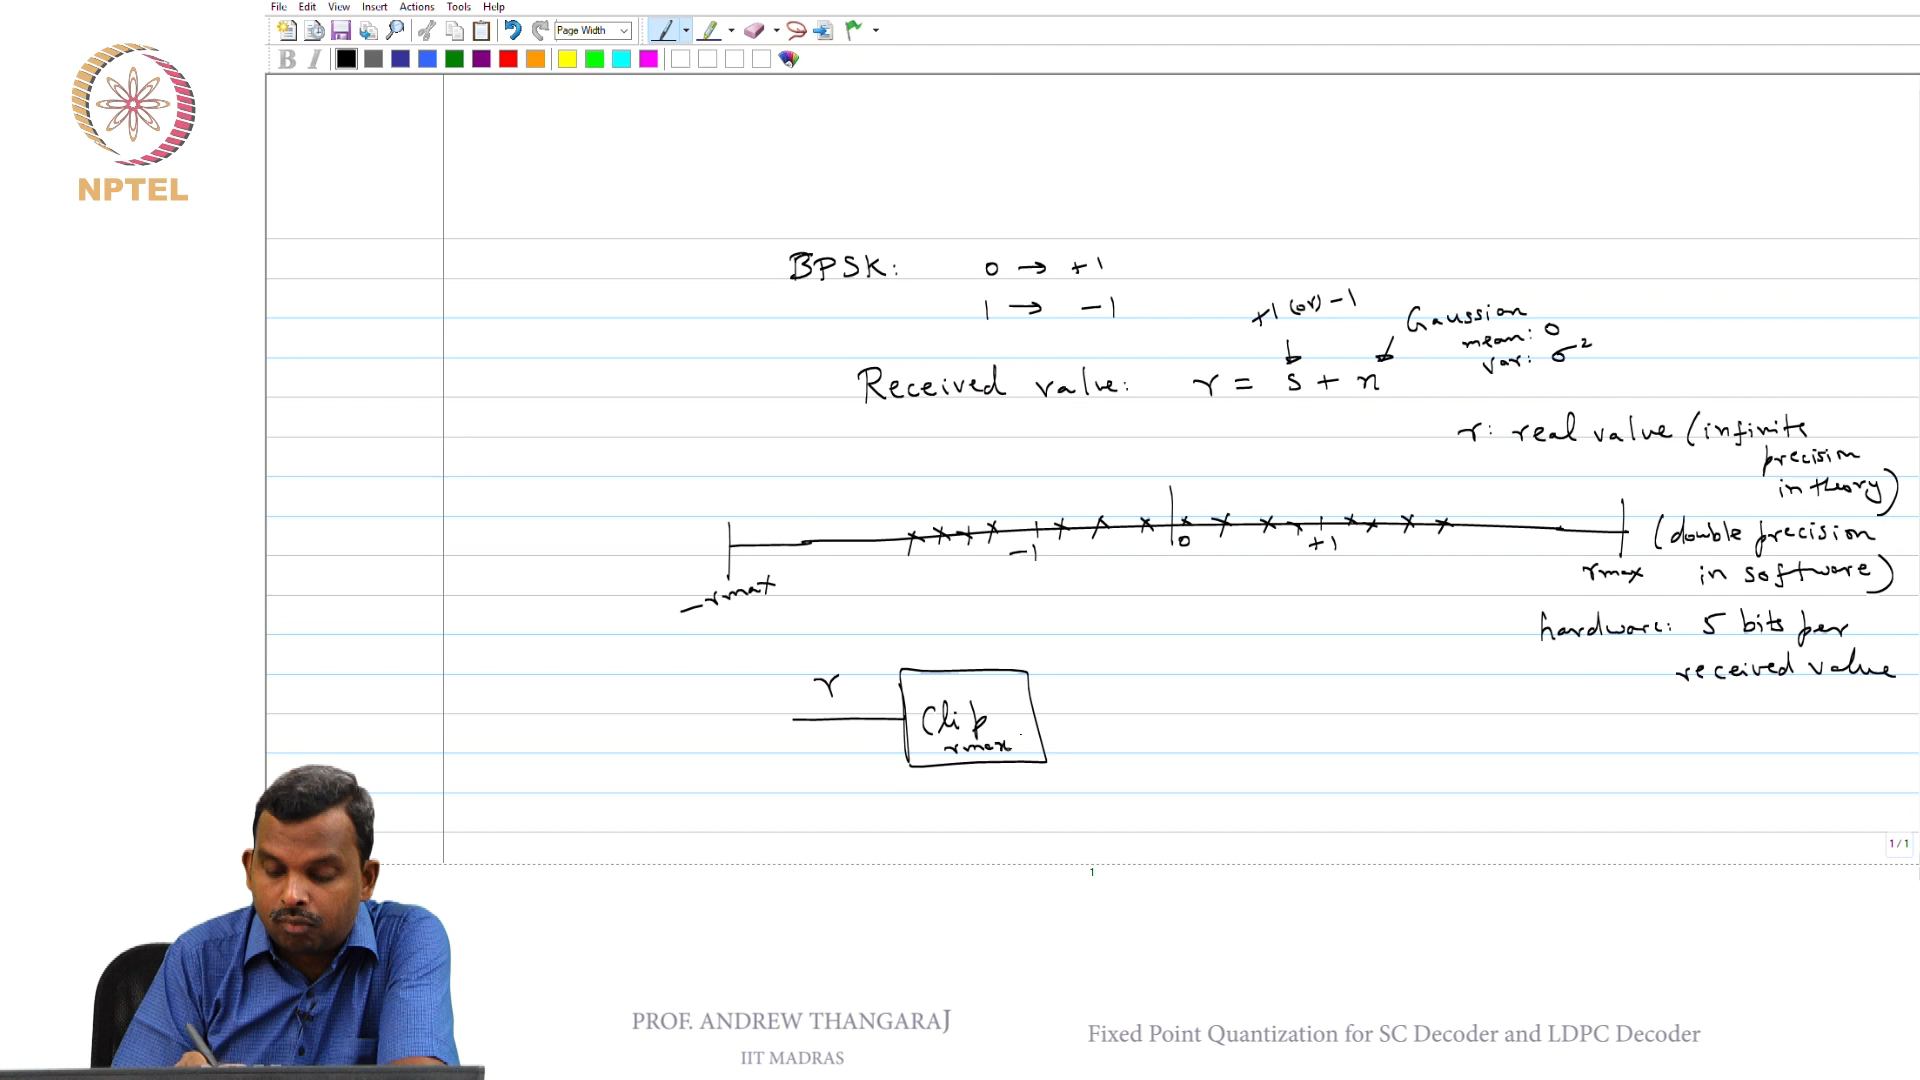 File Edit View Insert Actions Tools Help
Page Width
B I
NPTEL
BPSK: 0 → +1
1 → -1
+1 (or) -1
Gaussian
mean: 0
var: σ²
Received value: r = s + n
r: real value (infinite
precision
in theory)
-1 0 +1
(double precision
-rmax
rmax
in software)
hardware: 5 bits per
received value
r
Clip
rmax
1 / 1
1
PROF. ANDREW THANGARAJ
IIT MADRAS
Fixed Point Quantization for SC Decoder and LDPC Decoder